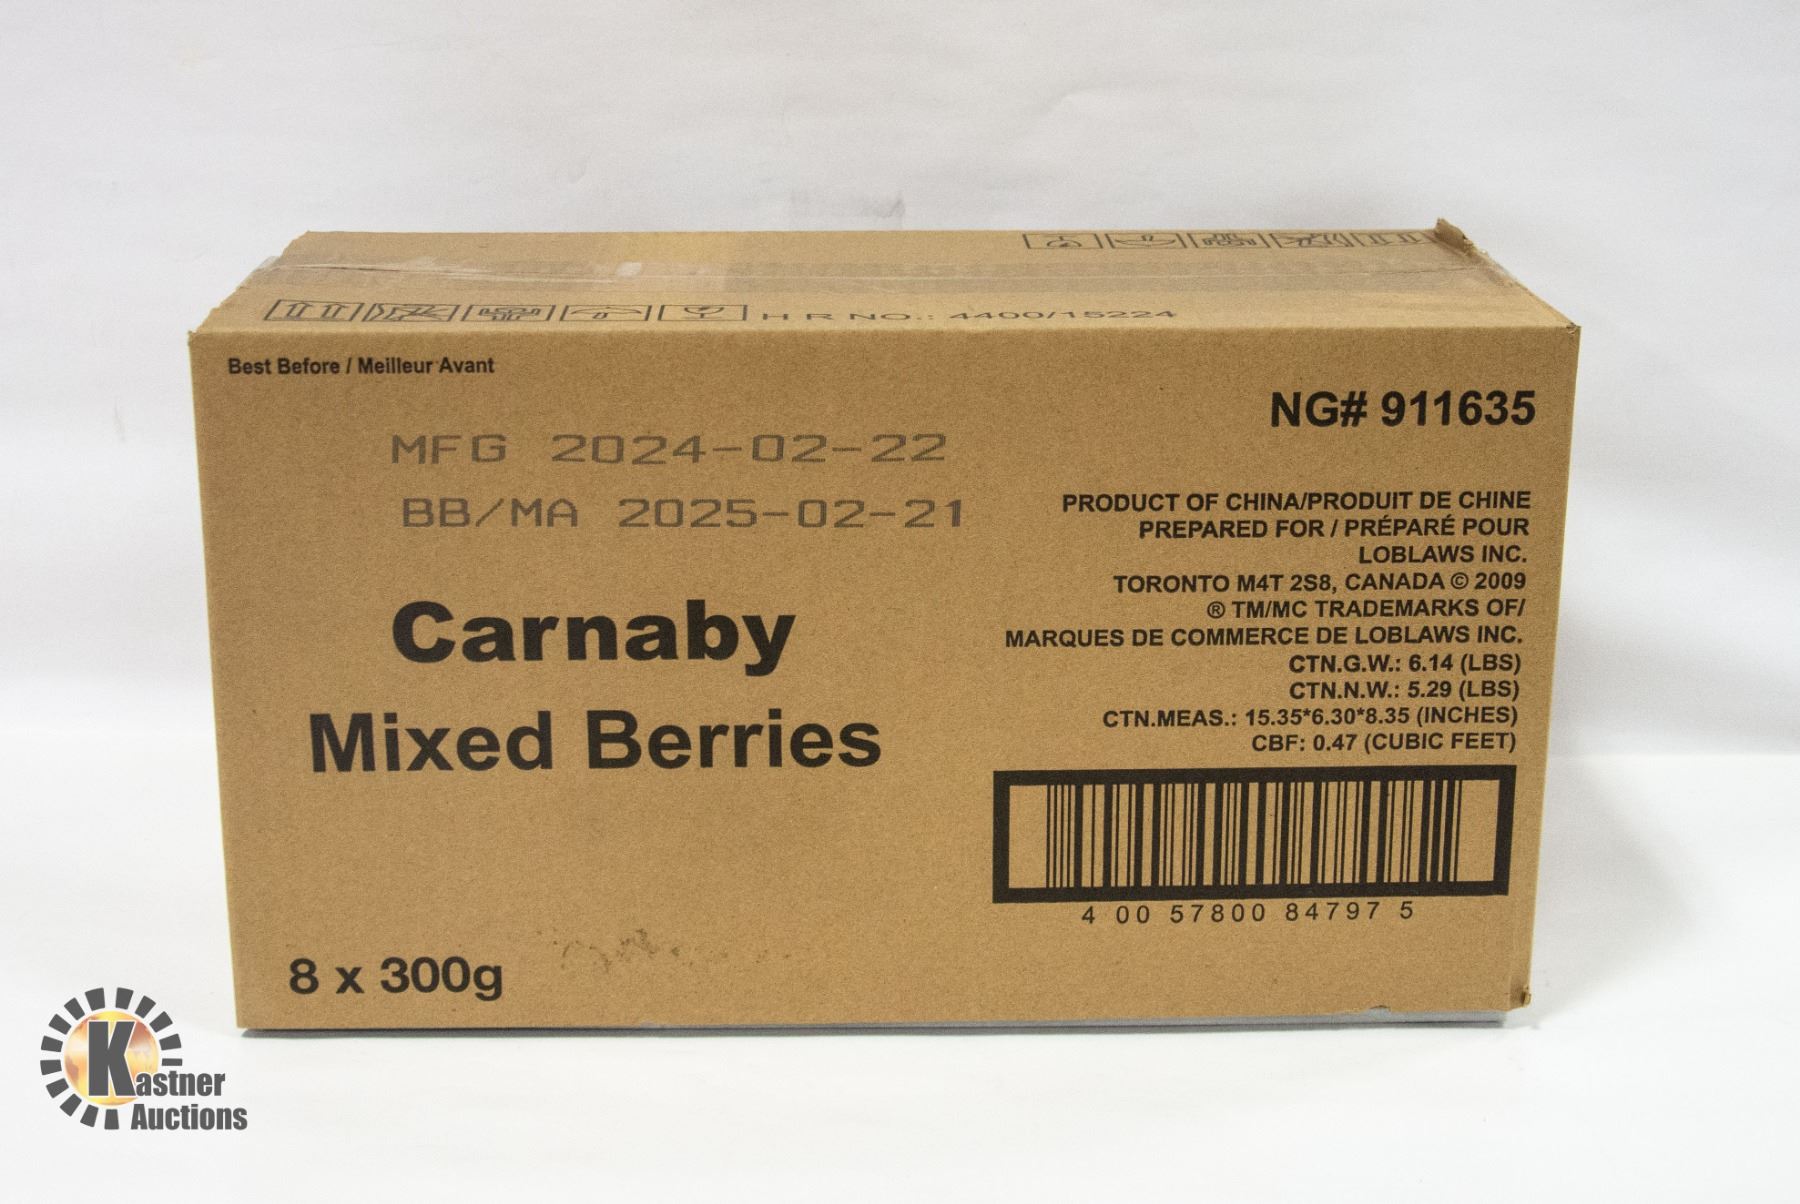 H R NO.: 4400/15224
Best Before / Meilleur Avant
MFG 2024-02-22
BB/MA 2025-02-21
Carnaby
Mixed Berries
8 x 300g
NG# 911635
PRODUCT OF CHINA/PRODUIT DE CHINE
PREPARED FOR / PRÉPARÉ POUR
LOBLAWS INC.
TORONTO M4T 2S8, CANADA © 2009
® TM/MC TRADEMARKS OF/
MARQUES DE COMMERCE DE LOBLAWS INC.
CTN.G.W.: 6.14 (LBS)
CTN.N.W.: 5.29 (LBS)
CTN.MEAS.: 15.35*6.30*8.35 (INCHES)
CBF: 0.47 (CUBIC FEET)
4 00 57800 84797 5
Kastner
Auctions